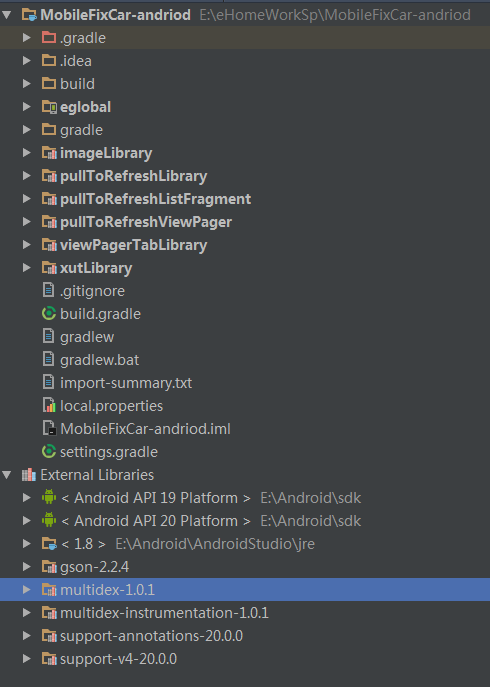 MobileFixCar-andriod E:\eHomeWorkSp\MobileFixCar-andriod
.gradle
.idea
build
eglobal
gradle
imageLibrary
pullToRefreshLibrary
pullToRefreshListFragment
pullToRefreshViewPager
viewPagerTabLibrary
xutLibrary
.gitignore
build.gradle
gradlew
gradlew.bat
import-summary.txt
local.properties
MobileFixCar-andriod.iml
settings.gradle
External Libraries
< Android API 19 Platform > E:\Android\sdk
< Android API 20 Platform > E:\Android\sdk
< 1.8 > E:\Android\AndroidStudio\jre
gson-2.2.4
multidex-1.0.1
multidex-instrumentation-1.0.1
support-annotations-20.0.0
support-v4-20.0.0